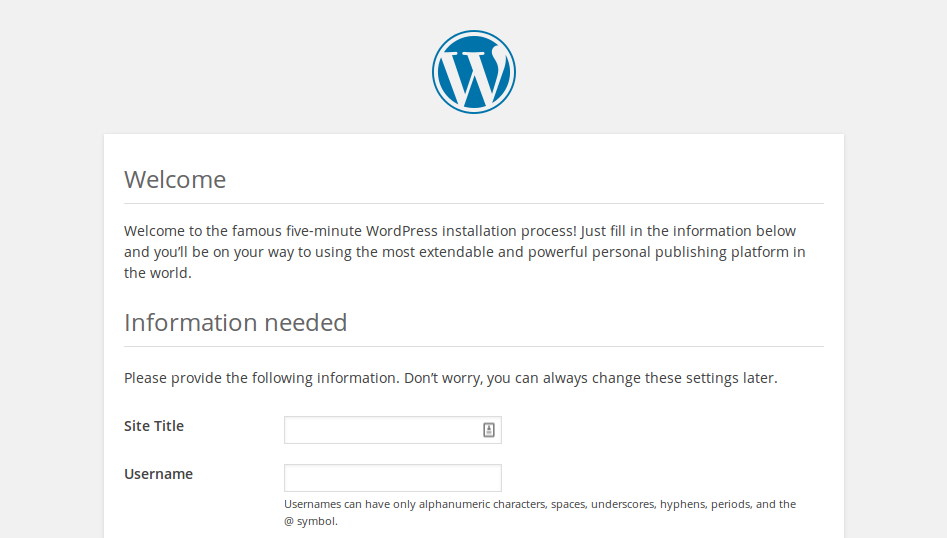 Welcome
Welcome to the famous five-minute WordPress installation process! Just fill in the information below
and you’ll be on your way to using the most extendable and powerful personal publishing platform in
the world.
Information needed
Please provide the following information. Don’t worry, you can always change these settings later.
Site Title
Username
Usernames can have only alphanumeric characters, spaces, underscores, hyphens, periods, and the
@ symbol.